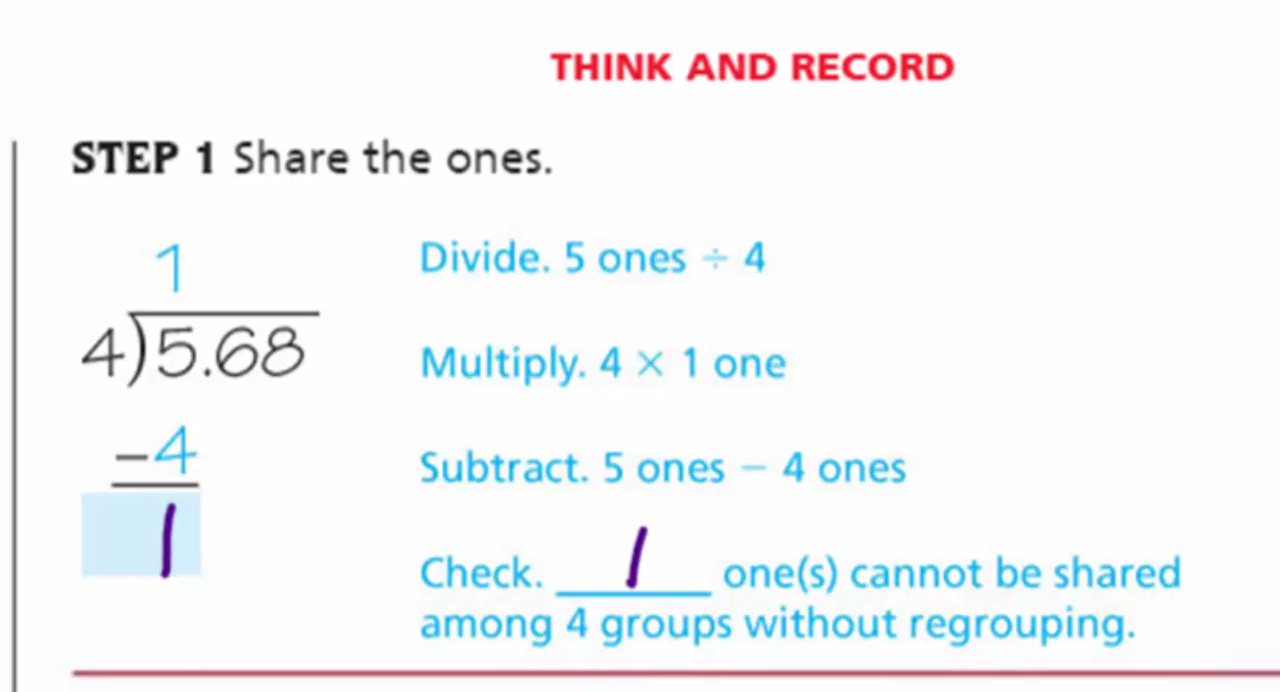 THINK AND RECORD
STEP 1 Share the ones.
1
Divide. 5 ones ÷ 4
4)5.68
Multiply. 4 × 1 one
−4
Subtract. 5 ones − 4 ones
1
Check. 1 one(s) cannot be shared
among 4 groups without regrouping.